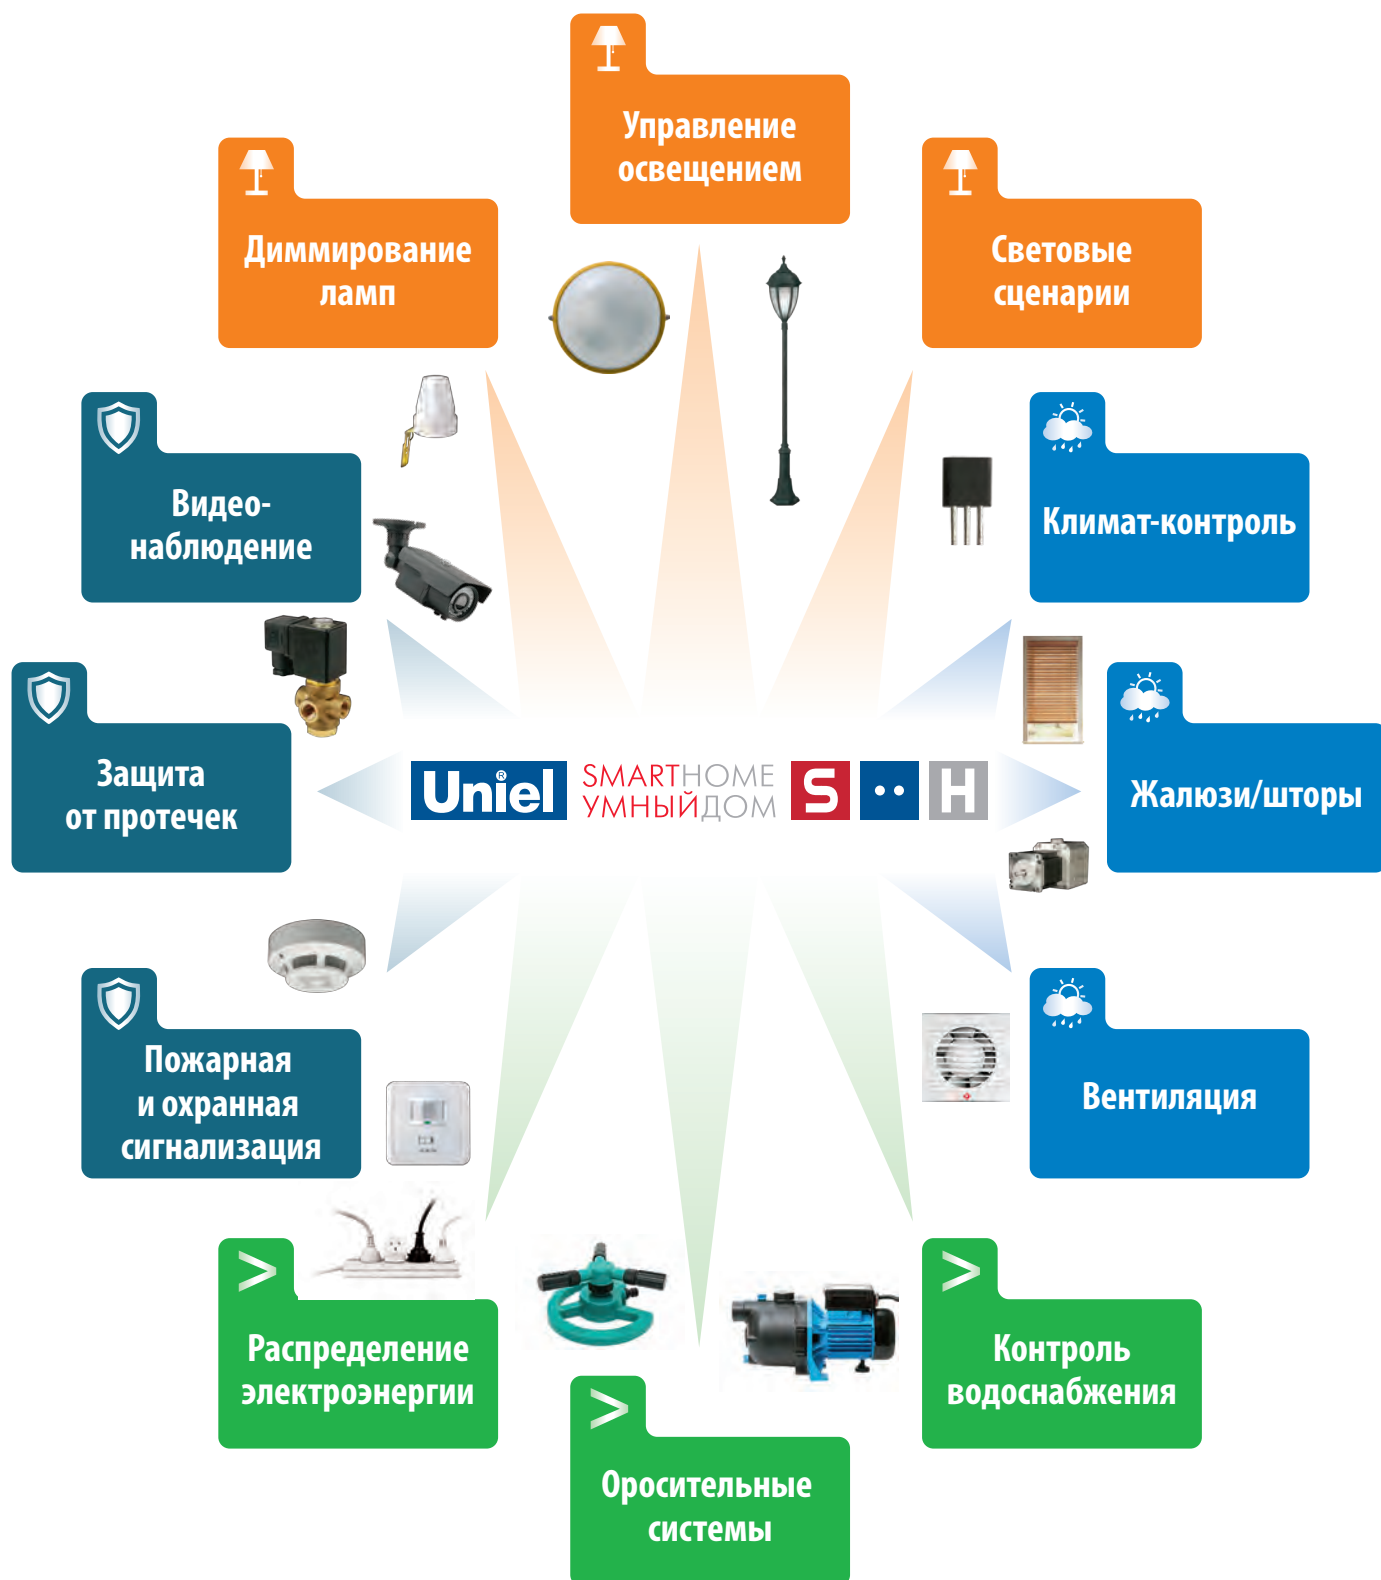 Управление
освещением
Диммирование
ламп
Световые
сценарии
Видео-
наблюдение
Климат-контроль
Защита
от протечек
Uniel®
SMARTHOME
УМНЫЙДОМ
S··H
Жалюзи/шторы
Пожарная
и охранная
сигнализация
Вентиляция
Распределение
электроэнергии
Контроль
водоснабжения
Оросительные
системы